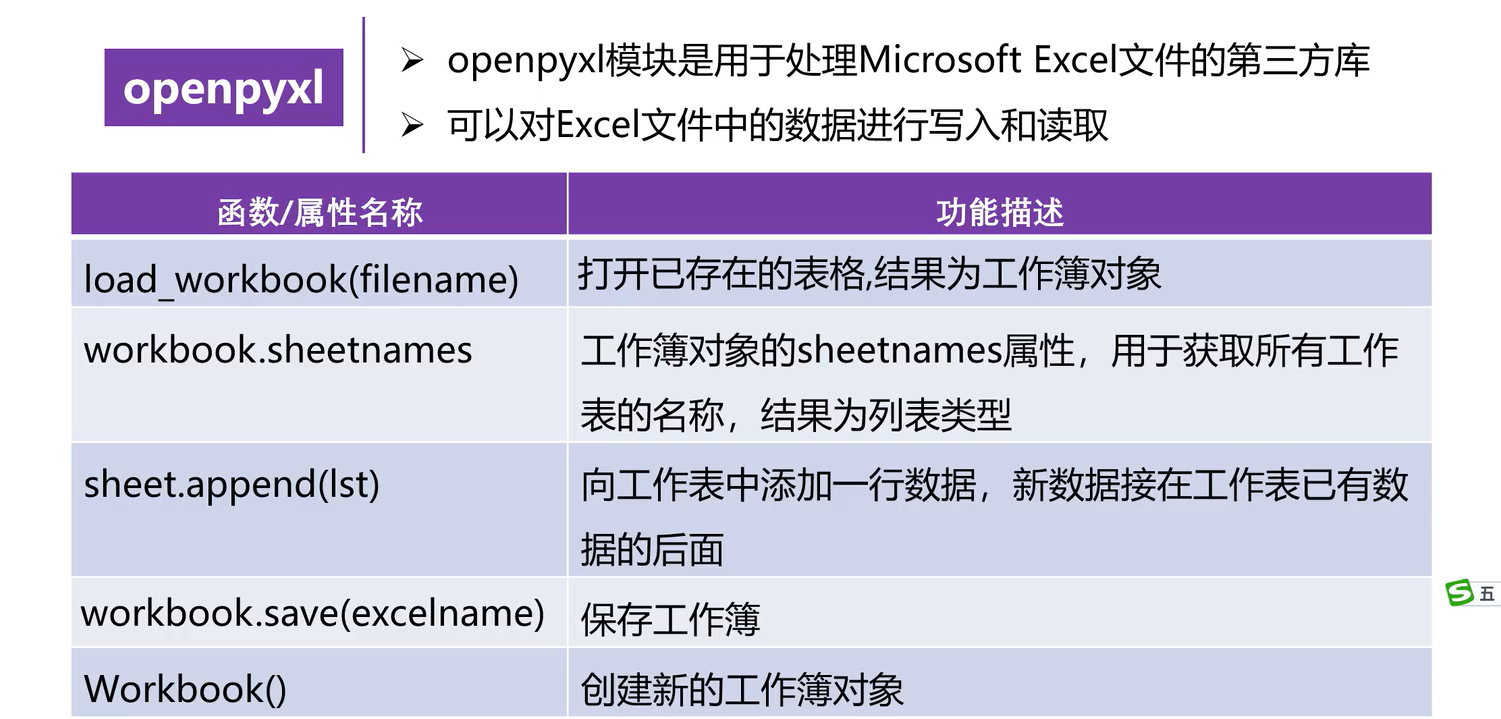 openpyxl
openpyxl模块是用于处理Microsoft Excel文件的第三方库
可以对Excel文件中的数据进行写入和读取
函数/属性名称
功能描述
load_workbook(filename)
打开已存在的表格,结果为工作簿对象
workbook.sheetnames
工作簿对象的sheetnames属性，用于获取所有工作
表的名称，结果为列表类型
sheet.append(lst)
向工作表中添加一行数据，新数据接在工作表已有数
据的后面
workbook.save(excelname)
保存工作簿
Workbook()
创建新的工作簿对象
S 五